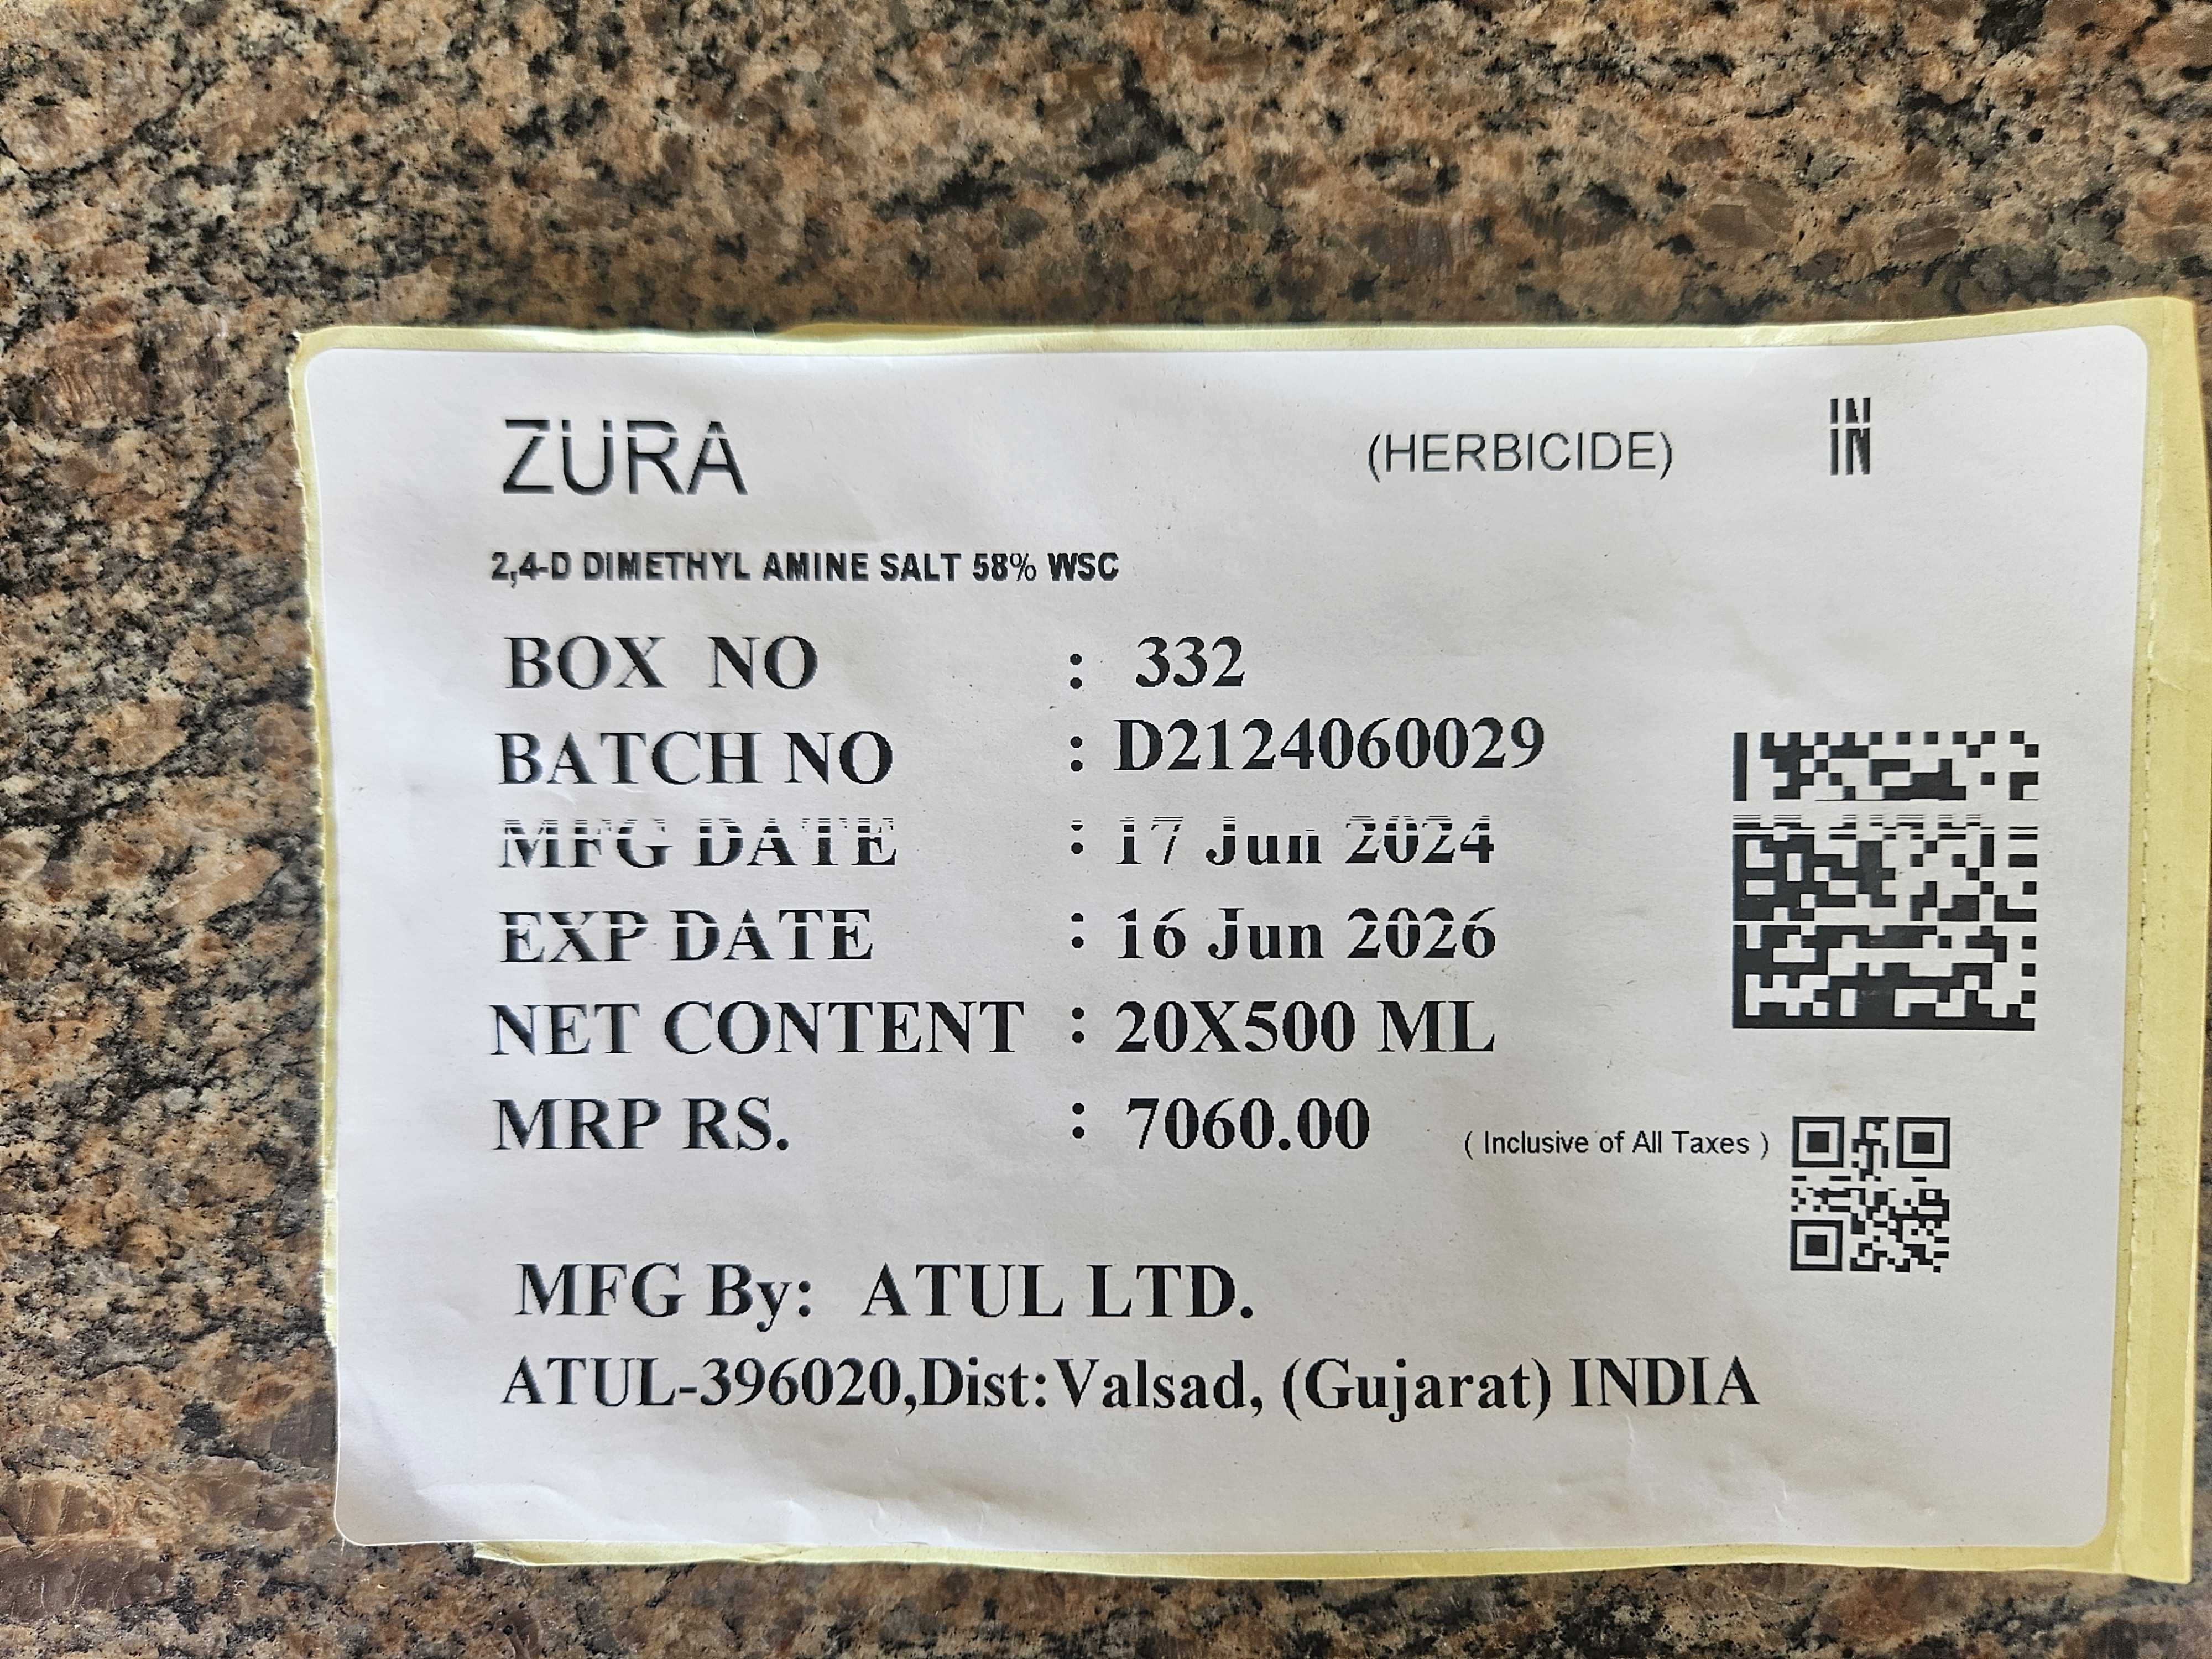 ZURA (HERBICIDE) IN
IN
2,4-D DIMETHYL AMINE SALT 58% WSC
BOX NO : 332
BATCH NO : D2124060029
MFG DATE : 17 Jun 2024
EXP DATE : 16 Jun 2026
NET CONTENT : 20X500 ML
MRP RS. : 7060.00 ( Inclusive of All Taxes )
MFG By: ATUL LTD.
ATUL-396020,Dist:Valsad, (Gujarat) INDIA